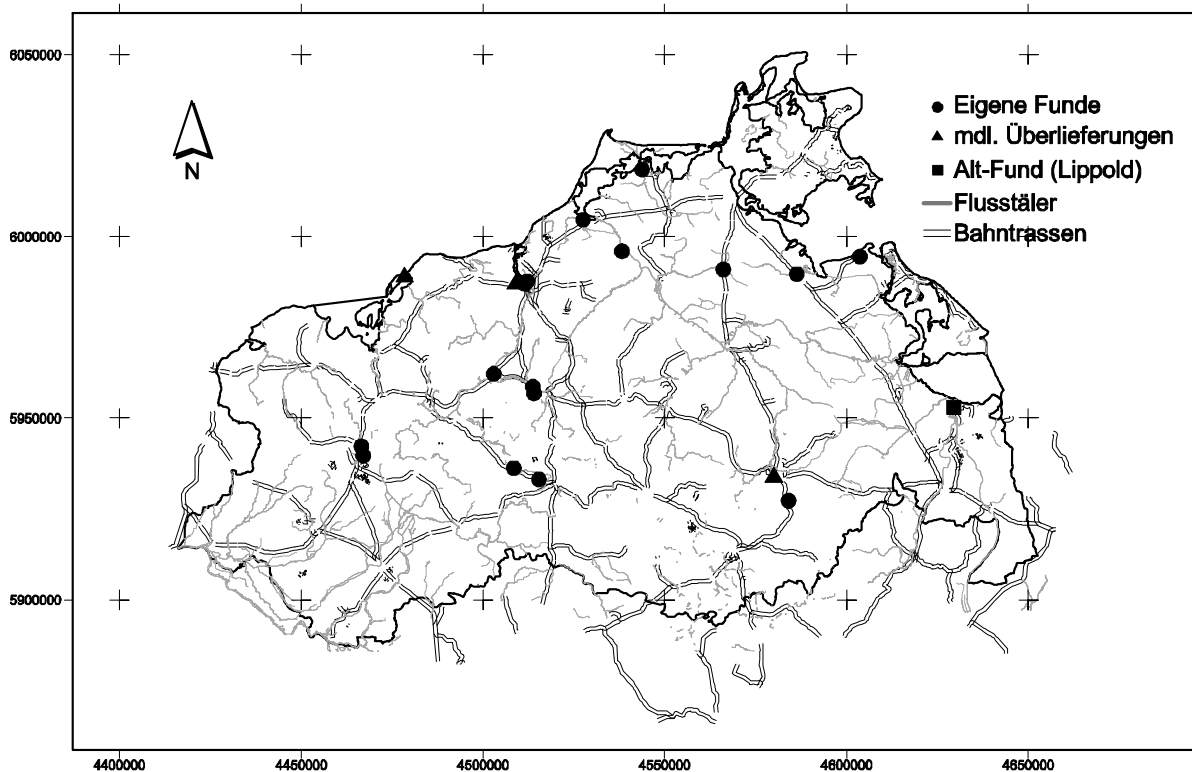 6050000
Eigene Funde
mdl. Überlieferungen
N
Alt-Fund (Lippold)
Flusstäler
6000000
Bahntrassen
5950000
5900000
4400000 4450000 4500000 4550000 4600000 4650000